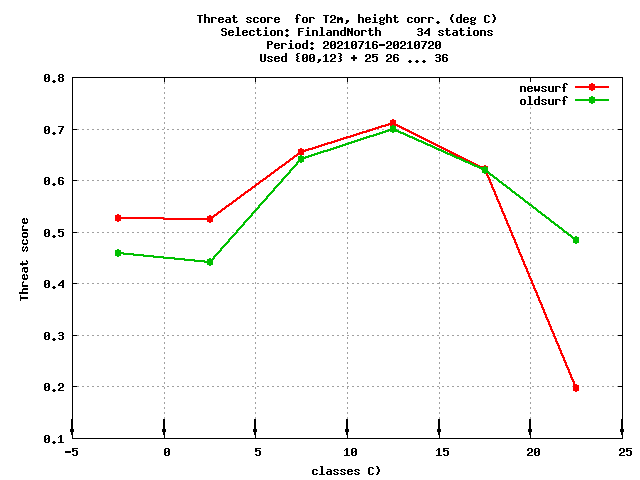 Threat score  for T2m, height corr. (deg C)
Selection: FinlandNorth     34 stations
Period: 20210716-20210720
Used {00,12} + 25 26 ... 36
newsurf
oldsurf
0.8
0.7
0.6
0.5
0.4
0.3
0.2
0.1
Threat score
-5 0 5 10 15 20 25
classes C)